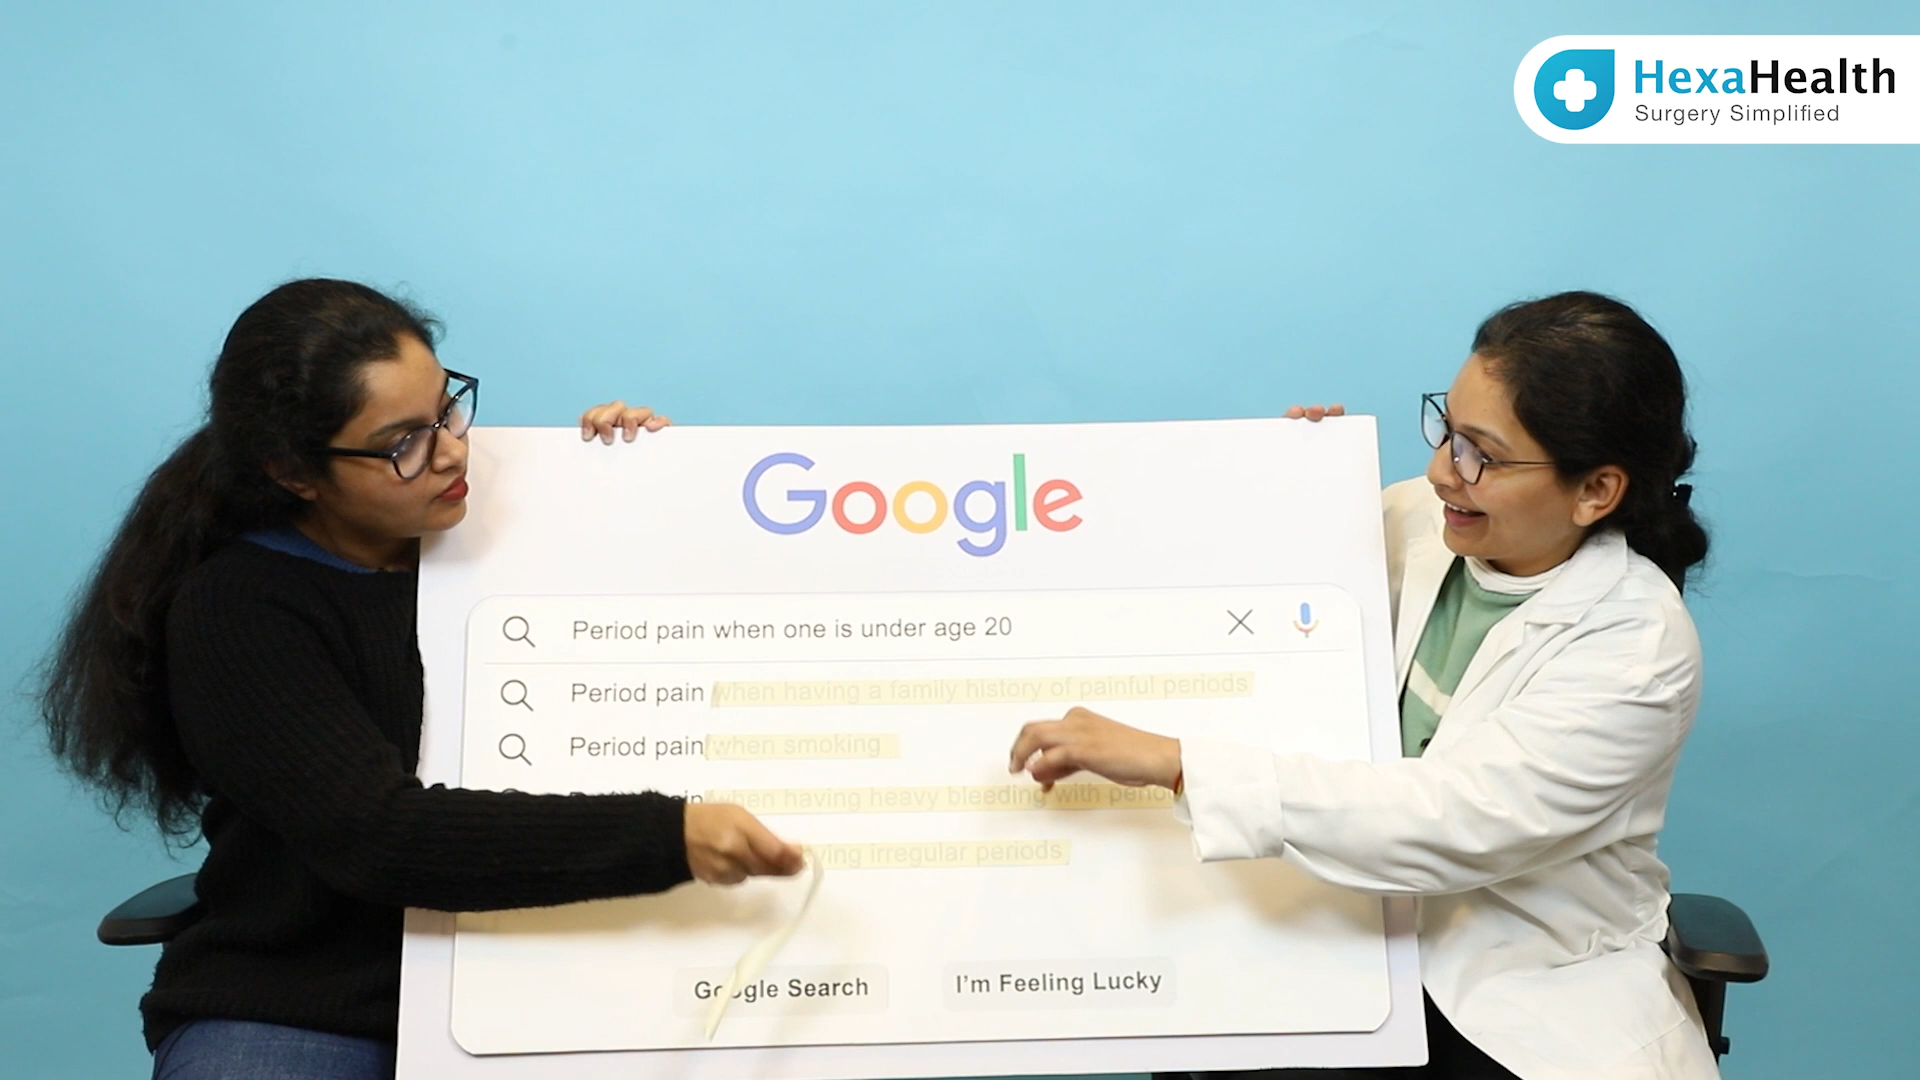 HexaHealth
Surgery Simplified
Google
Period pain when one is under age 20
Period pain when having a family history of painful periods
Period pain when smoking
when having heavy bleeding with
irregular periods
Google Search
I'm Feeling Lucky